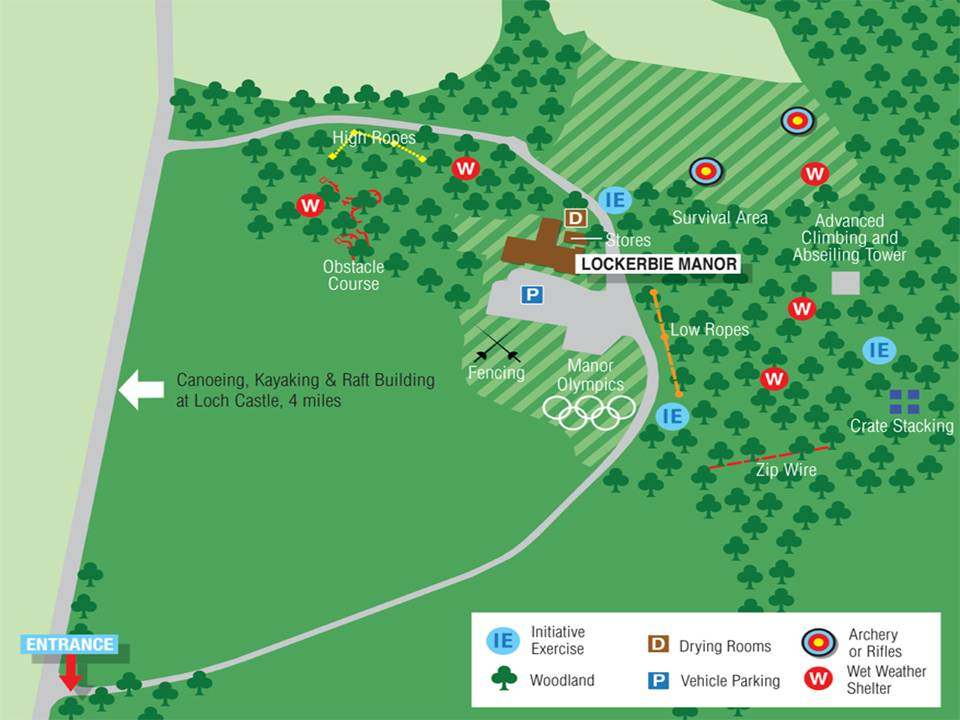 High Ropes
W
W
IE
D
Stores
LOCKERBIE MANOR
Survival Area
W
Advanced
Climbing and
Abseiling Tower
Obstacle
Course
P
W
Low Ropes
IE
Fencing
Manor
Olympics
W
IE
Crate Stacking
Zip Wire
Canoeing, Kayaking & Raft Building
at Loch Castle, 4 miles
ENTRANCE
IE
Initiative
Exercise
D
Drying Rooms
Archery
or Rifles
Woodland
P
Vehicle Parking
W
Wet Weather
Shelter